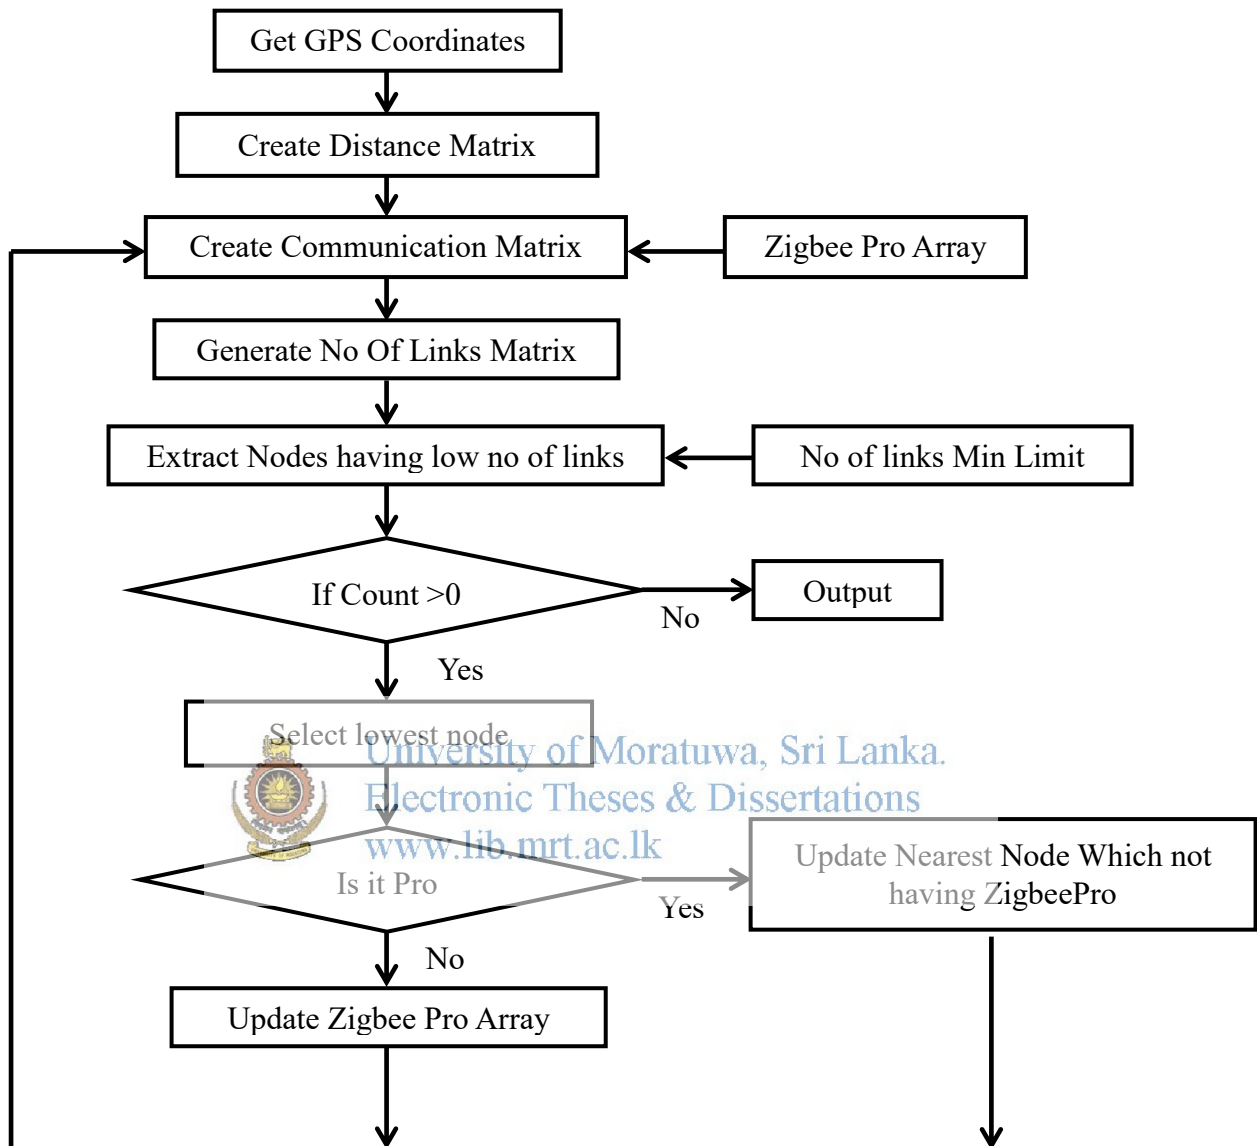 Get GPS Coordinates
Create Distance Matrix
Create Communication Matrix
Zigbee Pro Array
Generate No Of Links Matrix
Extract Nodes having low no of links
No of links Min Limit
If Count >0
No
Output
Yes
Select lowest node
University of Moratuwa, Sri Lanka.
Electronic Theses & Dissertations
www.lib.mrt.ac.lk
Is it Pro
Yes
Update Nearest Node Which not
having ZigbeePro
No
Update Zigbee Pro Array